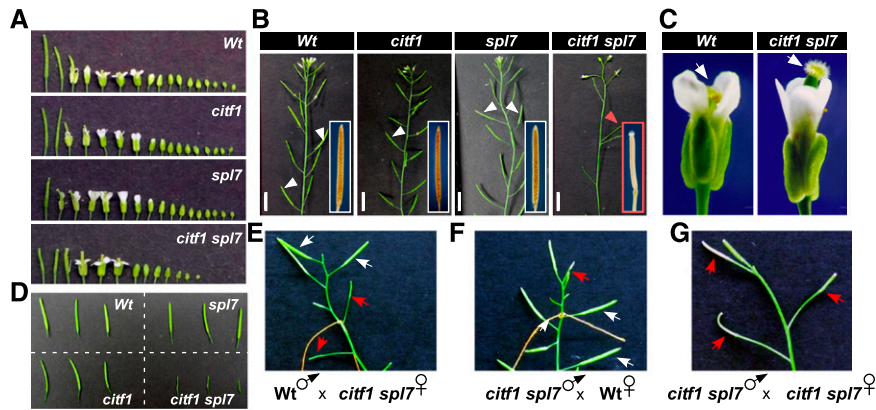 A
Wt
citf1
spl7
citf1 spl7
B
Wt
citf1
spl7
citf1 spl7
C
Wt
citf1 spl7
D
Wt
spl7
citf1
citf1 spl7
E
Wt♂ x citf1 spl7♀
F
citf1 spl7♂ x Wt♀
G
citf1 spl7♂ x citf1 spl7♀